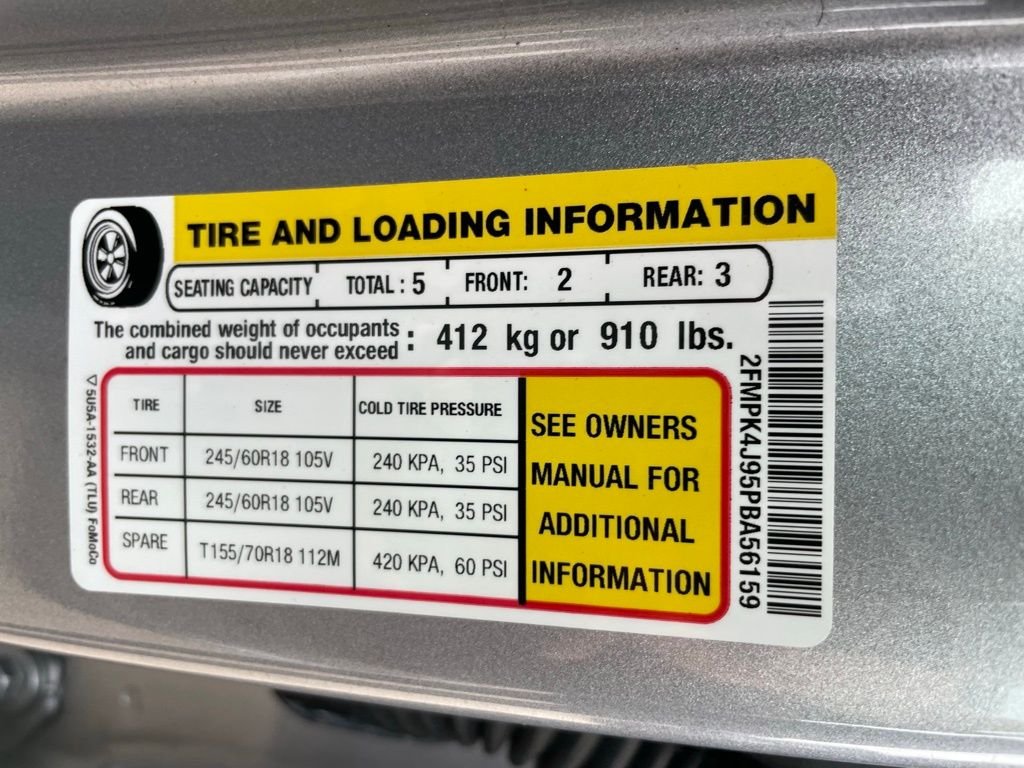 TIRE AND LOADING INFORMATION
SEATING CAPACITY TOTAL : 5 FRONT: 2 REAR: 3
The combined weight of occupants
and cargo should never exceed : 412 kg or 910 lbs.
TIRE SIZE COLD TIRE PRESSURE
FRONT 245/60R18 105V 240 KPA, 35 PSI
REAR 245/60R18 105V 240 KPA, 35 PSI
SPARE T155/70R18 112M 420 KPA, 60 PSI
SEE OWNERS
MANUAL FOR
ADDITIONAL
INFORMATION
5U5A-1532-AA (TLU) FoMoCo
2FMPK4J95PBA56159